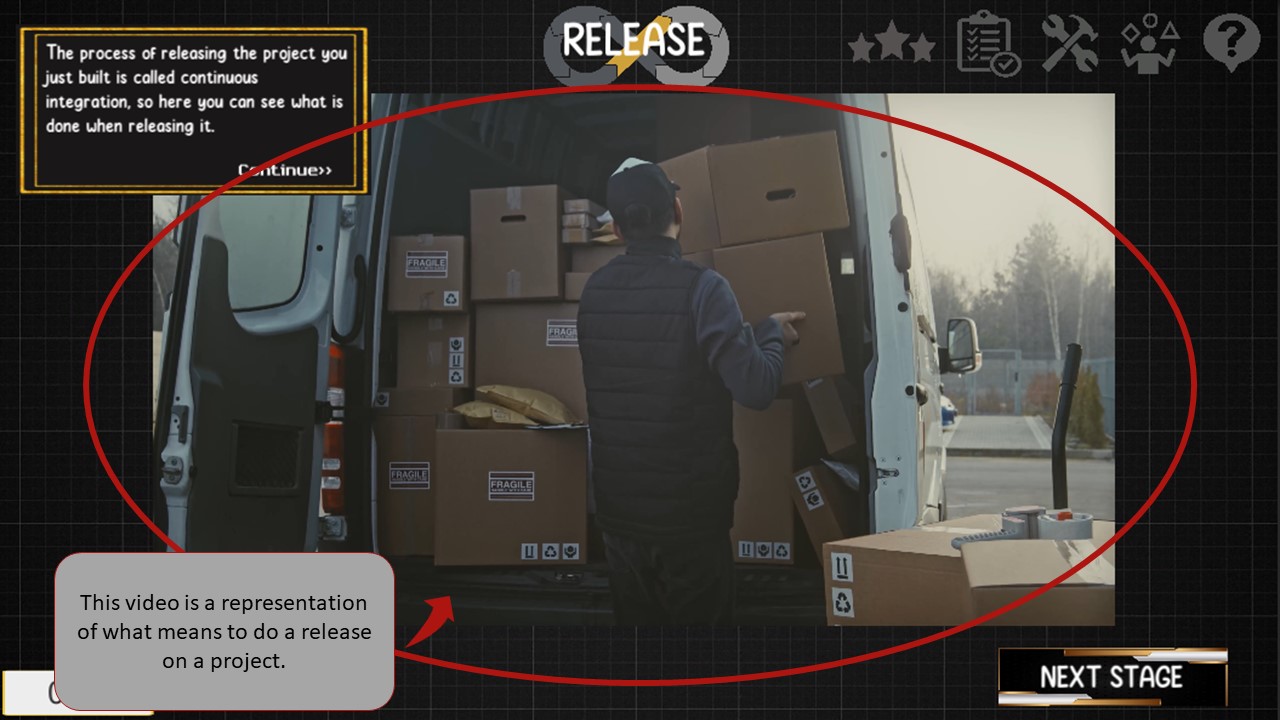 RELEASE
The process of releasing the project you
just built is called continuous
integration, so here you can see what is
done when releasing it.
Continue>>
FRAGILE
FRAGILE
FRAGILE
This video is a representation
of what means to do a release
on a project.
NEXT STAGE